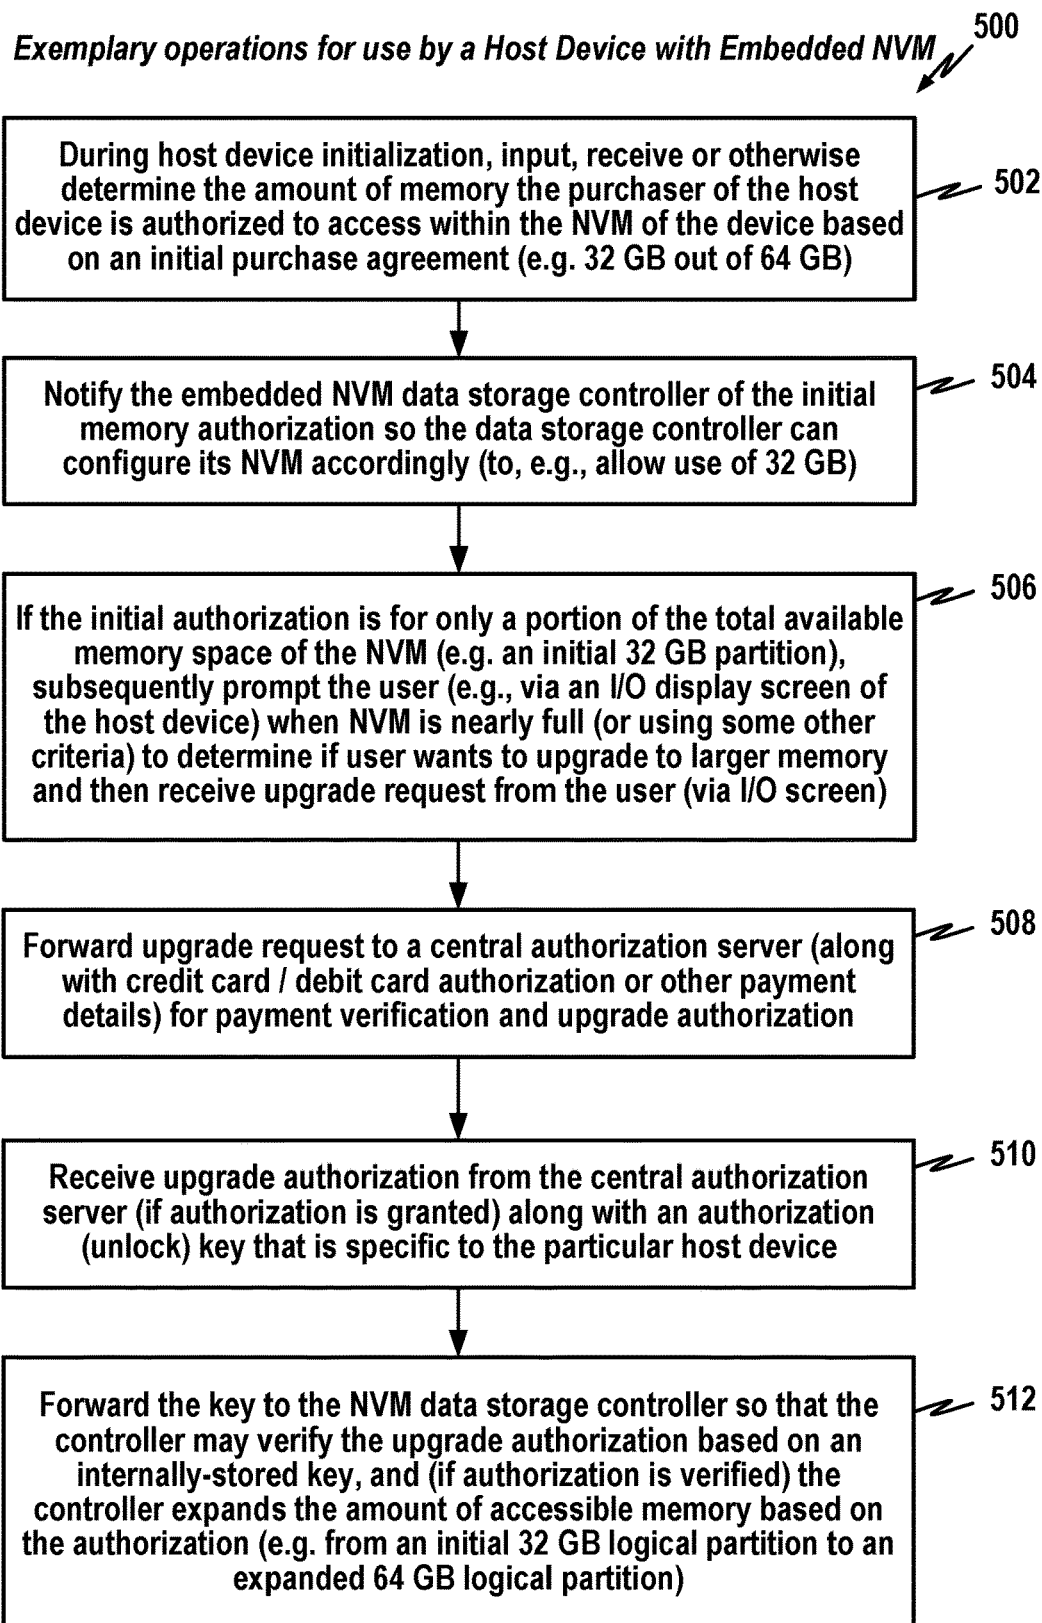 Exemplary operations for use by a Host Device with Embedded NVM
500
During host device initialization, input, receive or otherwise
determine the amount of memory the purchaser of the host
device is authorized to access within the NVM of the device based
on an initial purchase agreement (e.g. 32 GB out of 64 GB)
502
Notify the embedded NVM data storage controller of the initial
memory authorization so the data storage controller can
configure its NVM accordingly (to, e.g., allow use of 32 GB)
504
If the initial authorization is for only a portion of the total available
memory space of the NVM (e.g. an initial 32 GB partition),
subsequently prompt the user (e.g., via an I/O display screen of
the host device) when NVM is nearly full (or using some other
criteria) to determine if user wants to upgrade to larger memory
and then receive upgrade request from the user (via I/O screen)
506
Forward upgrade request to a central authorization server (along
with credit card / debit card authorization or other payment
details) for payment verification and upgrade authorization
508
Receive upgrade authorization from the central authorization
server (if authorization is granted) along with an authorization
(unlock) key that is specific to the particular host device
510
Forward the key to the NVM data storage controller so that the
controller may verify the upgrade authorization based on an
internally-stored key, and (if authorization is verified) the
controller expands the amount of accessible memory based on
the authorization (e.g. from an initial 32 GB logical partition to an
expanded 64 GB logical partition)
512